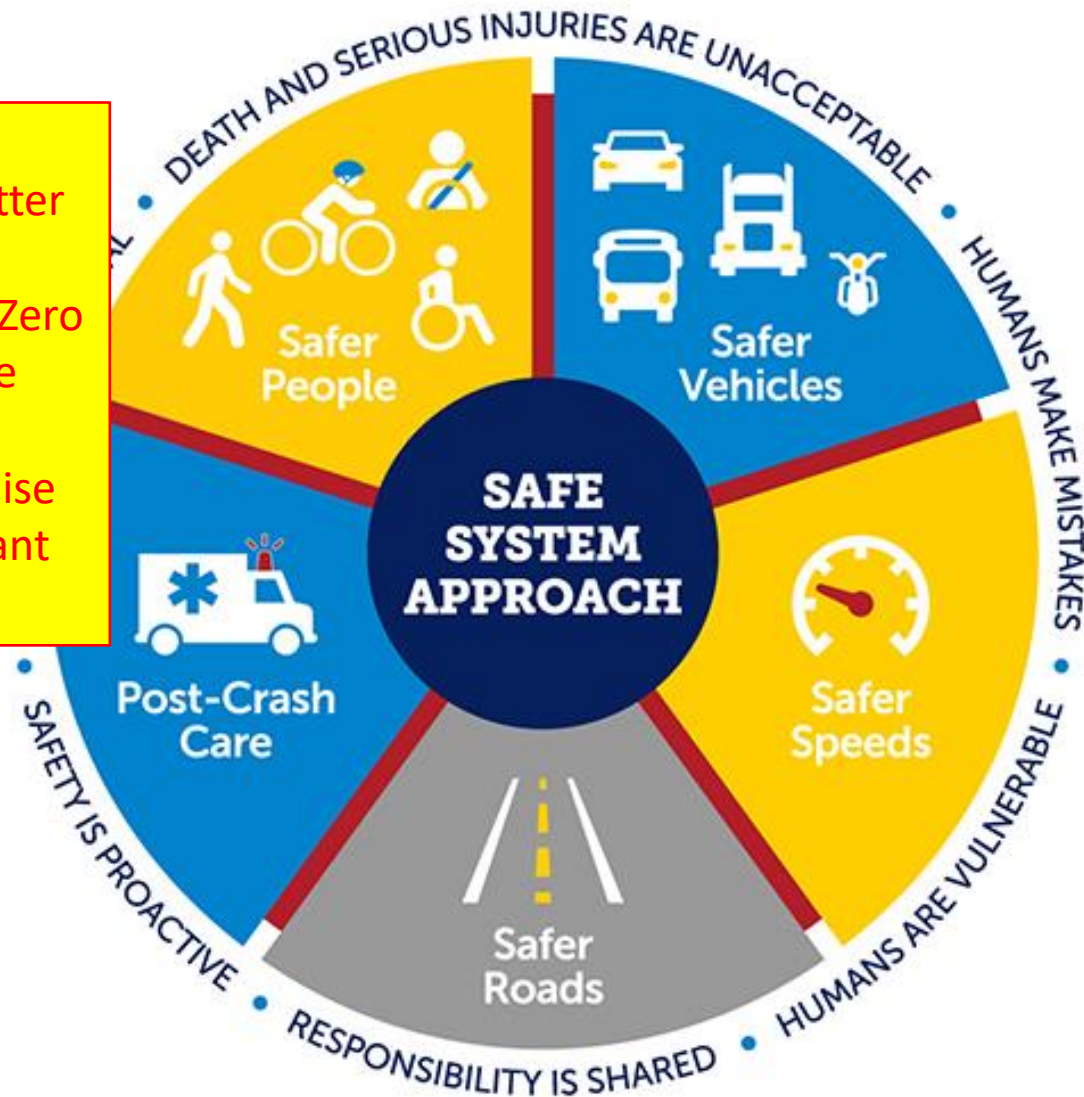 DEATH AND SERIOUS INJURIES ARE UNACCEPTABLE
HUMANS MAKE MISTAKES
HUMANS ARE VULNERABLE
RESPONSIBILITY IS SHARED
SAFETY IS PROACTIVE
Zero
Safer
People
Safer
Vehicles
SAFE
SYSTEM
APPROACH
Post-Crash
Care
Safer
Speeds
Safer
Roads